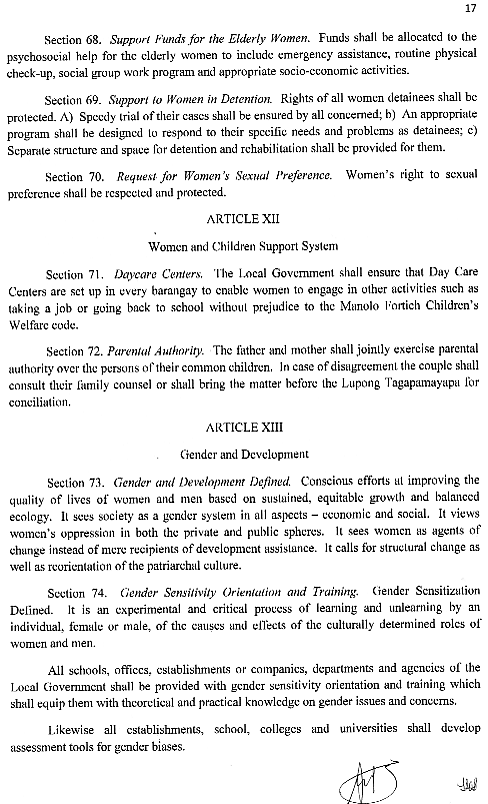 17
Section 68. Support Funds for the Elderly Women. Funds shall be allocated to the
psychosocial help for the elderly women to include emergency assistance, routine physical
check-up, social group work program and appropriate socio-economic activities.
Section 69. Support to Women in Detention. Rights of all women detainees shall be
protected. A) Speedy trial of their cases shall be ensured by all concerned; b) An appropriate
program shall be designed to respond to their specific needs and problems as detainees; c)
Separate structure and space for detention and rehabilitation shall be provided for them.
Section 70. Request for Women's Sexual Preference. Women's right to sexual
preference shall be respected and protected.
ARTICLE XII
Women and Children Support System
Section 71. Daycare Centers. The Local Government shall ensure that Day Care
Centers are set up in every barangay to enable women to engage in other activities such as
taking a job or going back to school without prejudice to the Manolo Fortich Children's
Welfare code.
Section 72. Parental Authority. The father and mother shall jointly exercise parental
authority over the persons of their common children. In case of disagreement the couple shall
consult their family counsel or shall bring the matter before the Lupong Tagapamayapa for
conciliation.
ARTICLE XIII
Gender and Development
Section 73. Gender and Development Defined. Conscious efforts at improving the
quality of lives of women and men based on sustained, equitable growth and balanced
ecology. It sees society as a gender system in all aspects – economic and social. It views
women's oppression in both the private and public spheres. It sees women as agents of
change instead of mere recipients of development assistance. It calls for structural change as
well as reorientation of the patriarchal culture.
Section 74. Gender Sensitivity Orientation and Training. Gender Sensitization
Defined. It is an experimental and critical process of learning and unlearning by an
individual, female or male, of the causes and effects of the culturally determined roles of
women and men.
All schools, offices, establishments or companies, departments and agencies of the
Local Government shall be provided with gender sensitivity orientation and training which
shall equip them with theoretical and practical knowledge on gender issues and concerns.
Likewise all establishments, school, colleges and universities shall develop
assessment tools for gender biases.